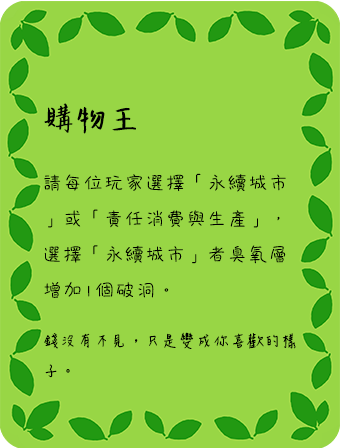 購物王
請每位玩家選擇「永續城市
」或「責任消費與生產」，
選擇「永續城市」者臭氧層
增加1個破洞。
錢沒有不見，只是變成你喜歡的樣
子。